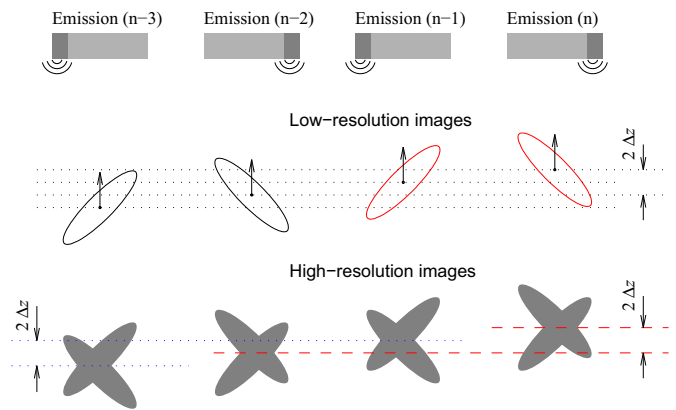 Emission (n−3) Emission (n−2) Emission (n−1) Emission (n)
Low−resolution images
2 Δz
High−resolution images
2 Δz
2 Δz